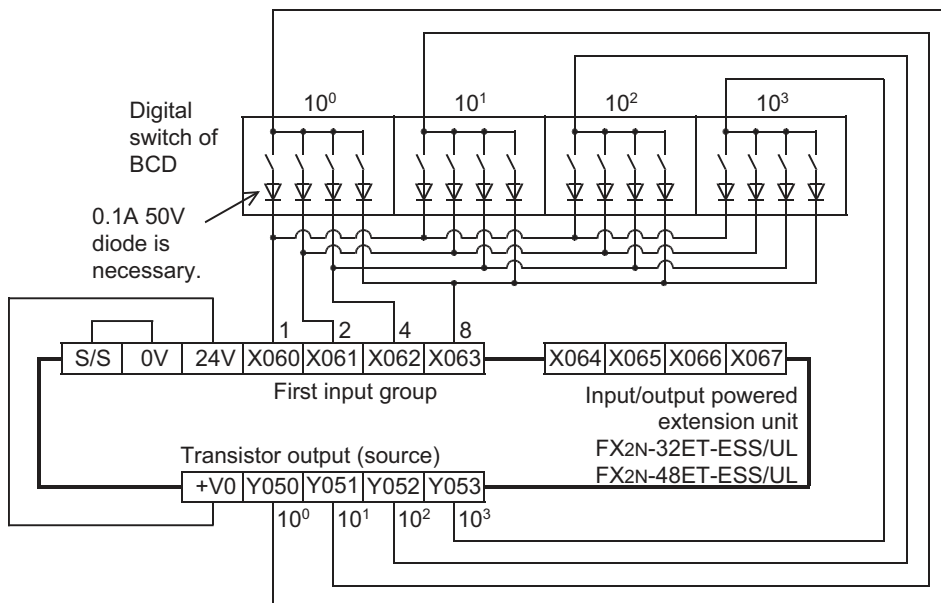 10⁰ 10¹ 10² 10³
Digital
switch of
BCD
0.1A 50V
diode is
necessary.
1 2 4 8
S/S 0V 24V X060 X061 X062 X063 X064 X065 X066 X067
First input group
Input/output powered
extension unit
FX2N-32ET-ESS/UL
FX2N-48ET-ESS/UL
Transistor output (source)
+V0 Y050 Y051 Y052 Y053
10⁰ 10¹ 10² 10³